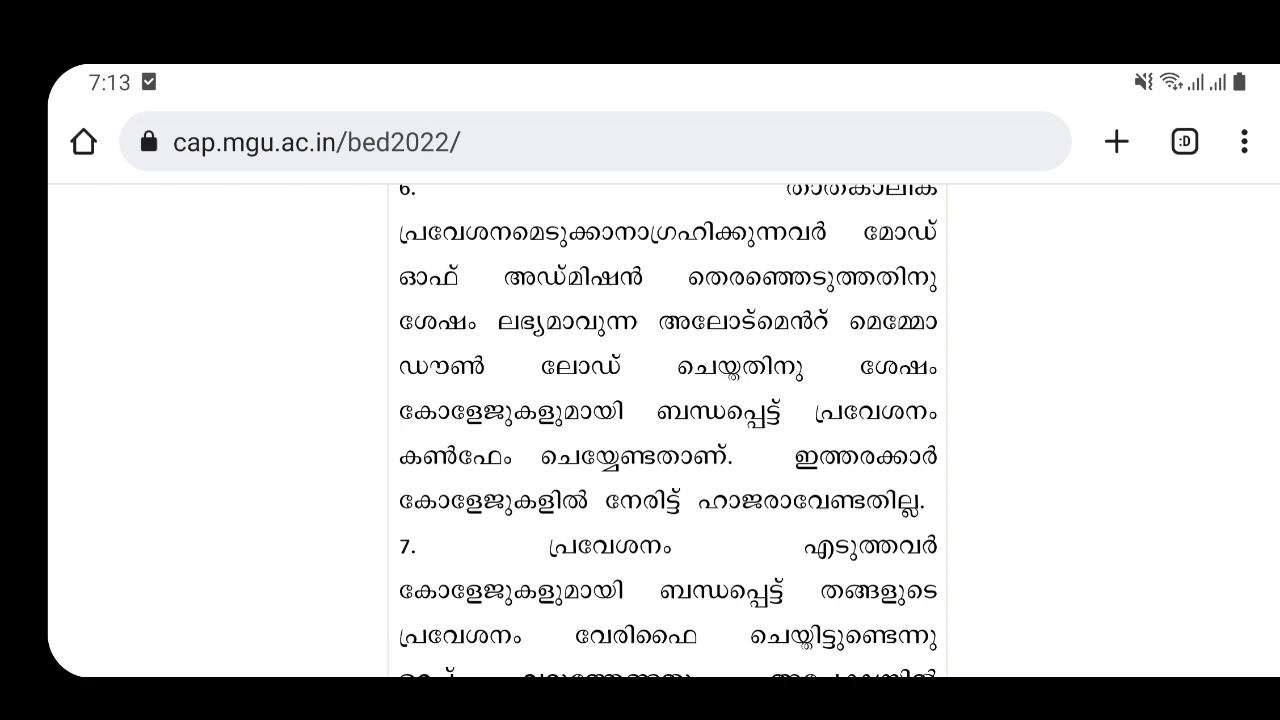 7:13
cap.mgu.ac.in/bed2022/
:D
6. താത്കാലിക
പ്രവേശനമെടുക്കാനാഗ്രഹിക്കുന്നവർ മോഡ്
ഓഫ് അഡ്മിഷൻ തെരഞ്ഞെടുത്തതിനു
ശേഷം ലഭ്യമാവുന്ന അലോട്മെൻറ് മെമ്മോ
ഡൗൺ ലോഡ് ചെയ്തതിനു ശേഷം
കോളേജുകളുമായി ബന്ധപ്പെട്ട് പ്രവേശനം
കൺഫേം ചെയ്യേണ്ടതാണ്. ഇത്തരക്കാർ
കോളേജുകളിൽ നേരിട്ട് ഹാജരാവേണ്ടതില്ല.
7. പ്രവേശനം എടുത്തവർ
കോളേജുകളുമായി ബന്ധപ്പെട്ട് തങ്ങളുടെ
പ്രവേശനം വേരിഫൈ ചെയ്തിട്ടുണ്ടെന്നു